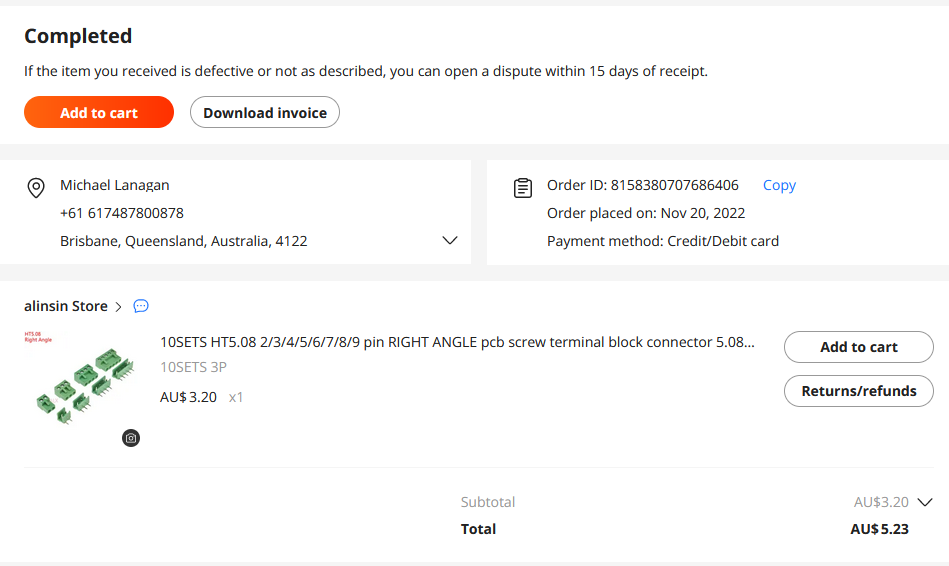 Completed
If the item you received is defective or not as described, you can open a dispute within 15 days of receipt.
Add to cart
Download invoice
Michael Lanagan
+61 617487800878
Brisbane, Queensland, Australia, 4122
Order ID: 8158380707686406 Copy
Order placed on: Nov 20, 2022
Payment method: Credit/Debit card
alinsin Store
HT5.08
Right Angle
10SETS HT5.08 2/3/4/5/6/7/8/9 pin RIGHT ANGLE pcb screw terminal block connector 5.08...
10SETS 3P
AU$3.20 x1
Add to cart
Returns/refunds
Subtotal AU$3.20
Total AU$5.23